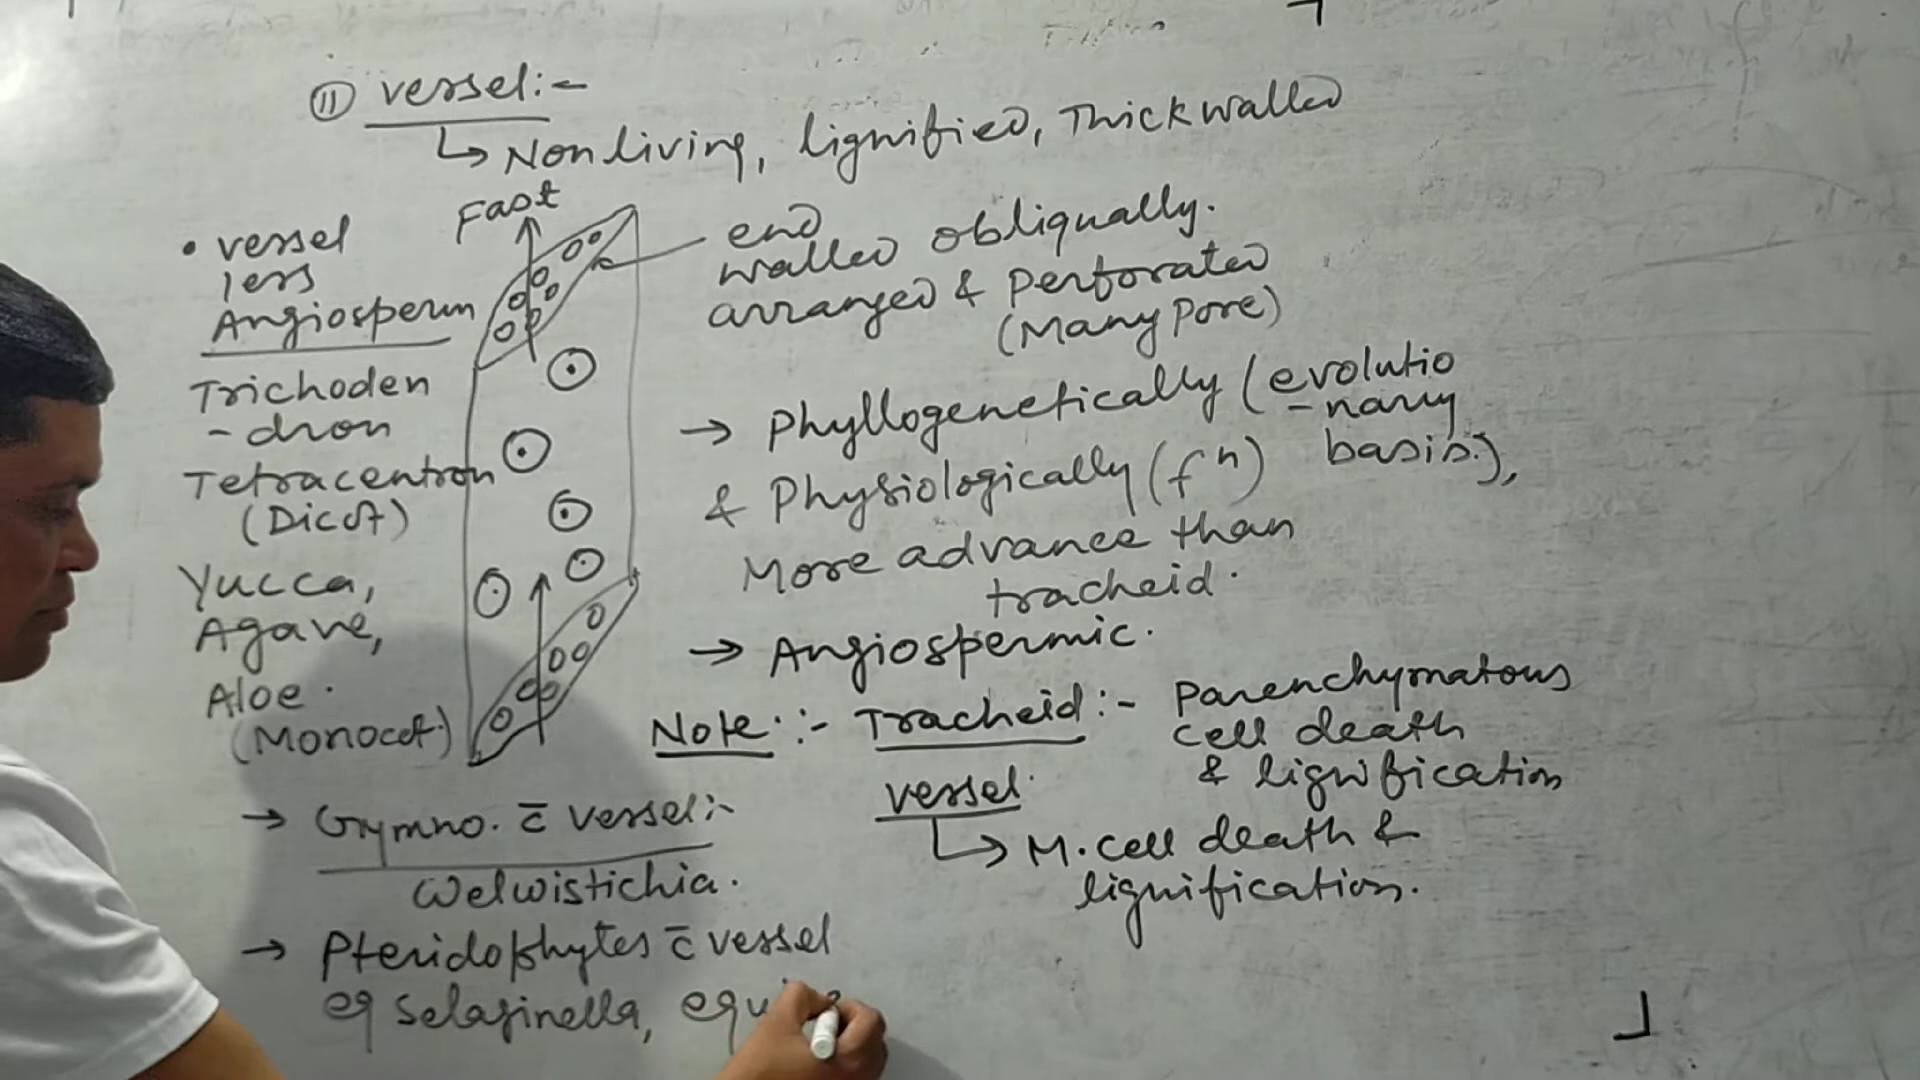 (11) vessel:-
↳ Nonliving, lignified, Thick walled
Fast
• vessel
less
Angiosperm
Trichoden
-dron
Tetracentron
(Dicot)
Yucca,
Agave,
Aloe.
(Monocot.)
end
walled obliqually.
arranged & Perforated
(Many Pore)
→ Phyllogenetically (evolutio
-nary
& Physiologically (fⁿ) basis.),
More advance than
tracheid.
→ Angiospermic.
Note:- Tracheid:- Parenchymatous
cell death
& lignification
vessel.
↳ M. cell death &
lignification.
→ Gymno. c̄ vessel:-
Welwistichia.
→ Pteridophytes c̄ vessel
eg Selaginella,